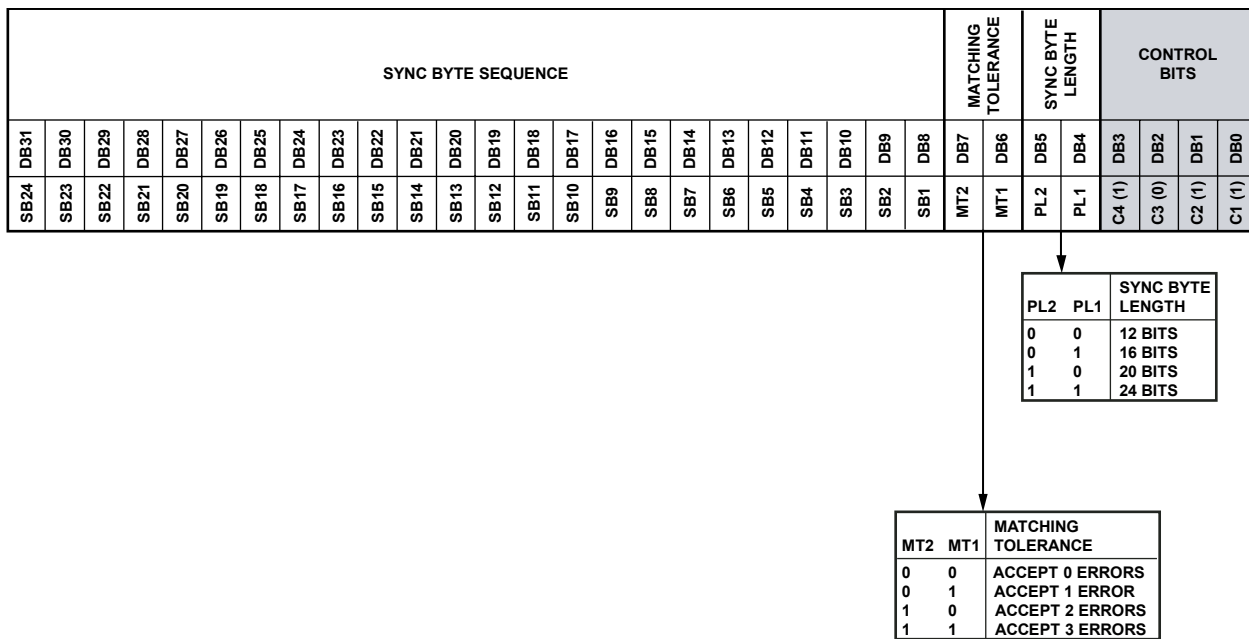 SYNC BYTE SEQUENCE
MATCHING
TOLERANCE
SYNC BYTE
LENGTH
CONTROL
BITS
DB31 DB30 DB29 DB28 DB27 DB26 DB25 DB24 DB23 DB22 DB21 DB20 DB19 DB18 DB17 DB16 DB15 DB14 DB13 DB12 DB11 DB10 DB9 DB8 DB7 DB6 DB5 DB4 DB3 DB2 DB1 DB0
SB24 SB23 SB22 SB21 SB20 SB19 SB18 SB17 SB16 SB15 SB14 SB13 SB12 SB11 SB10 SB9 SB8 SB7 SB6 SB5 SB4 SB3 SB2 SB1 MT2 MT1 PL2 PL1 C4 (1) C3 (0) C2 (1) C1 (1)
SYNC BYTE
PL2 PL1 LENGTH
0 0 12 BITS
0 1 16 BITS
1 0 20 BITS
1 1 24 BITS
MATCHING
MT2 MT1 TOLERANCE
0 0 ACCEPT 0 ERRORS
0 1 ACCEPT 1 ERROR
1 0 ACCEPT 2 ERRORS
1 1 ACCEPT 3 ERRORS